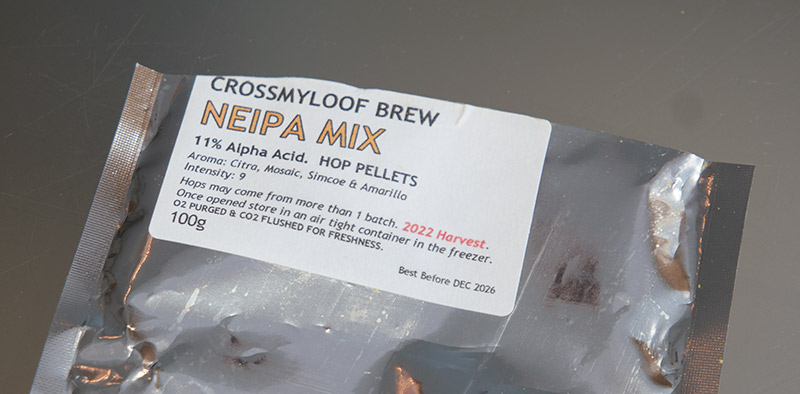 CROSSMYLOOF BREW
NEIPA MIX
11% Alpha Acid. HOP PELLETS
Aroma: Citra, Mosaic, Simcoe & Amarillo
Intensity: 9
Hops may come from more than 1 batch. 2022 Harvest.
Once opened store in an air tight container in the freezer.
O2 PURGED & CO2 FLUSHED FOR FRESHNESS.
100g
Best Before DEC 2026